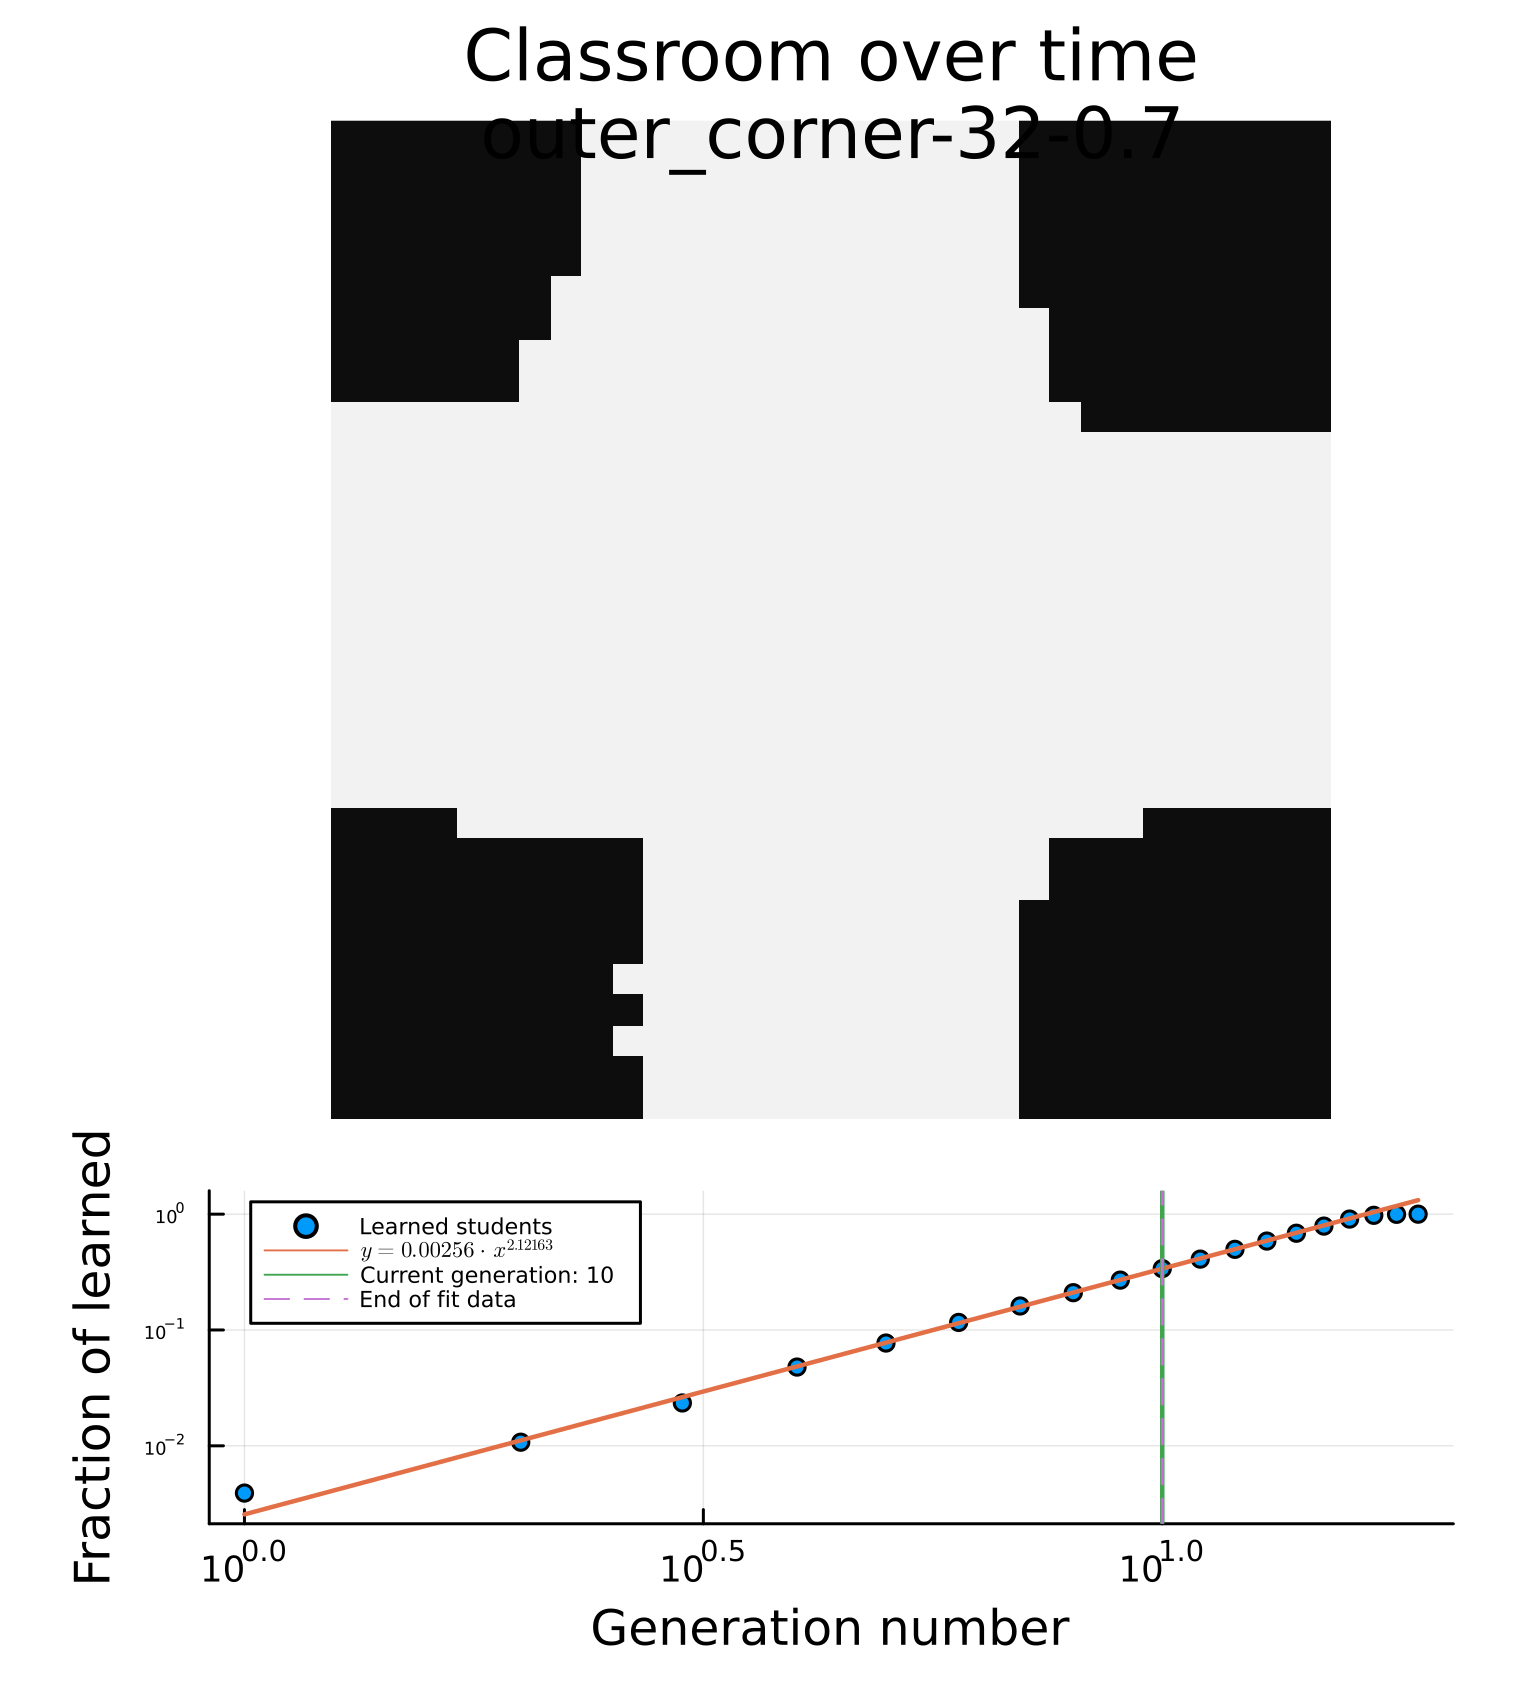 Classroom over time
outer_corner-32-0.7
Fraction of learned
10⁰
10⁻¹
10⁻²
Learned students
y = 0.00256 · x^2.12163
Current generation: 10
End of fit data
10^0.0
10^0.5
10^1.0
Generation number